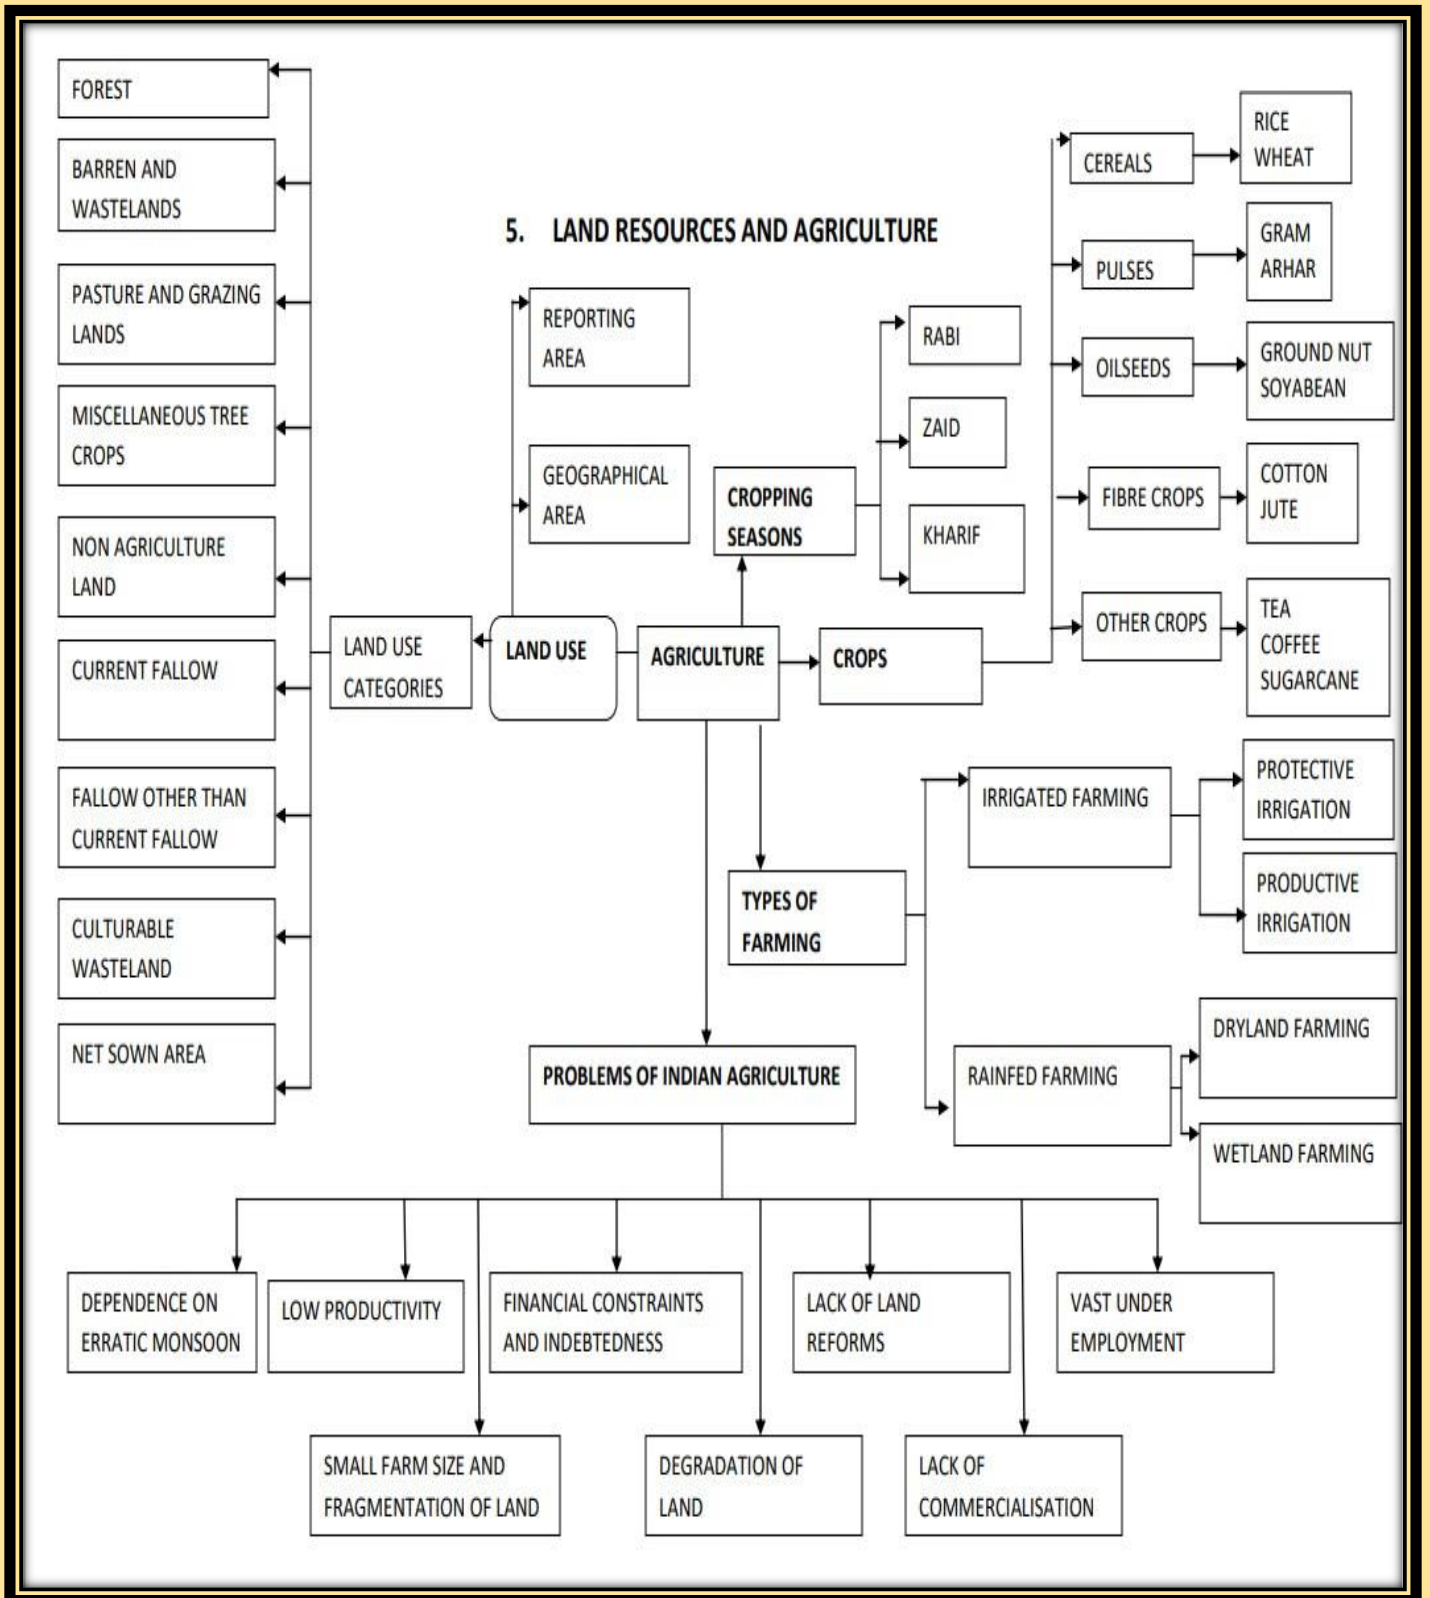 5. LAND RESOURCES AND AGRICULTURE
FOREST
BARREN AND
WASTELANDS
PASTURE AND GRAZING
LANDS
MISCELLANEOUS TREE
CROPS
NON AGRICULTURE
LAND
CURRENT FALLOW
FALLOW OTHER THAN
CURRENT FALLOW
CULTURABLE
WASTELAND
NET SOWN AREA
LAND USE
CATEGORIES
LAND USE
REPORTING
AREA
GEOGRAPHICAL
AREA
AGRICULTURE
CROPPING
SEASONS
RABI
ZAID
KHARIF
CROPS
CEREALS
RICE
WHEAT
PULSES
GRAM
ARHAR
OILSEEDS
GROUND NUT
SOYABEAN
FIBRE CROPS
COTTON
JUTE
OTHER CROPS
TEA
COFFEE
SUGARCANE
TYPES OF
FARMING
IRRIGATED FARMING
PROTECTIVE
IRRIGATION
PRODUCTIVE
IRRIGATION
RAINFED FARMING
DRYLAND FARMING
WETLAND FARMING
PROBLEMS OF INDIAN AGRICULTURE
DEPENDENCE ON
ERRATIC MONSOON
LOW PRODUCTIVITY
FINANCIAL CONSTRAINTS
AND INDEBTEDNESS
LACK OF LAND
REFORMS
VAST UNDER
EMPLOYMENT
SMALL FARM SIZE AND
FRAGMENTATION OF LAND
DEGRADATION OF
LAND
LACK OF
COMMERCIALISATION